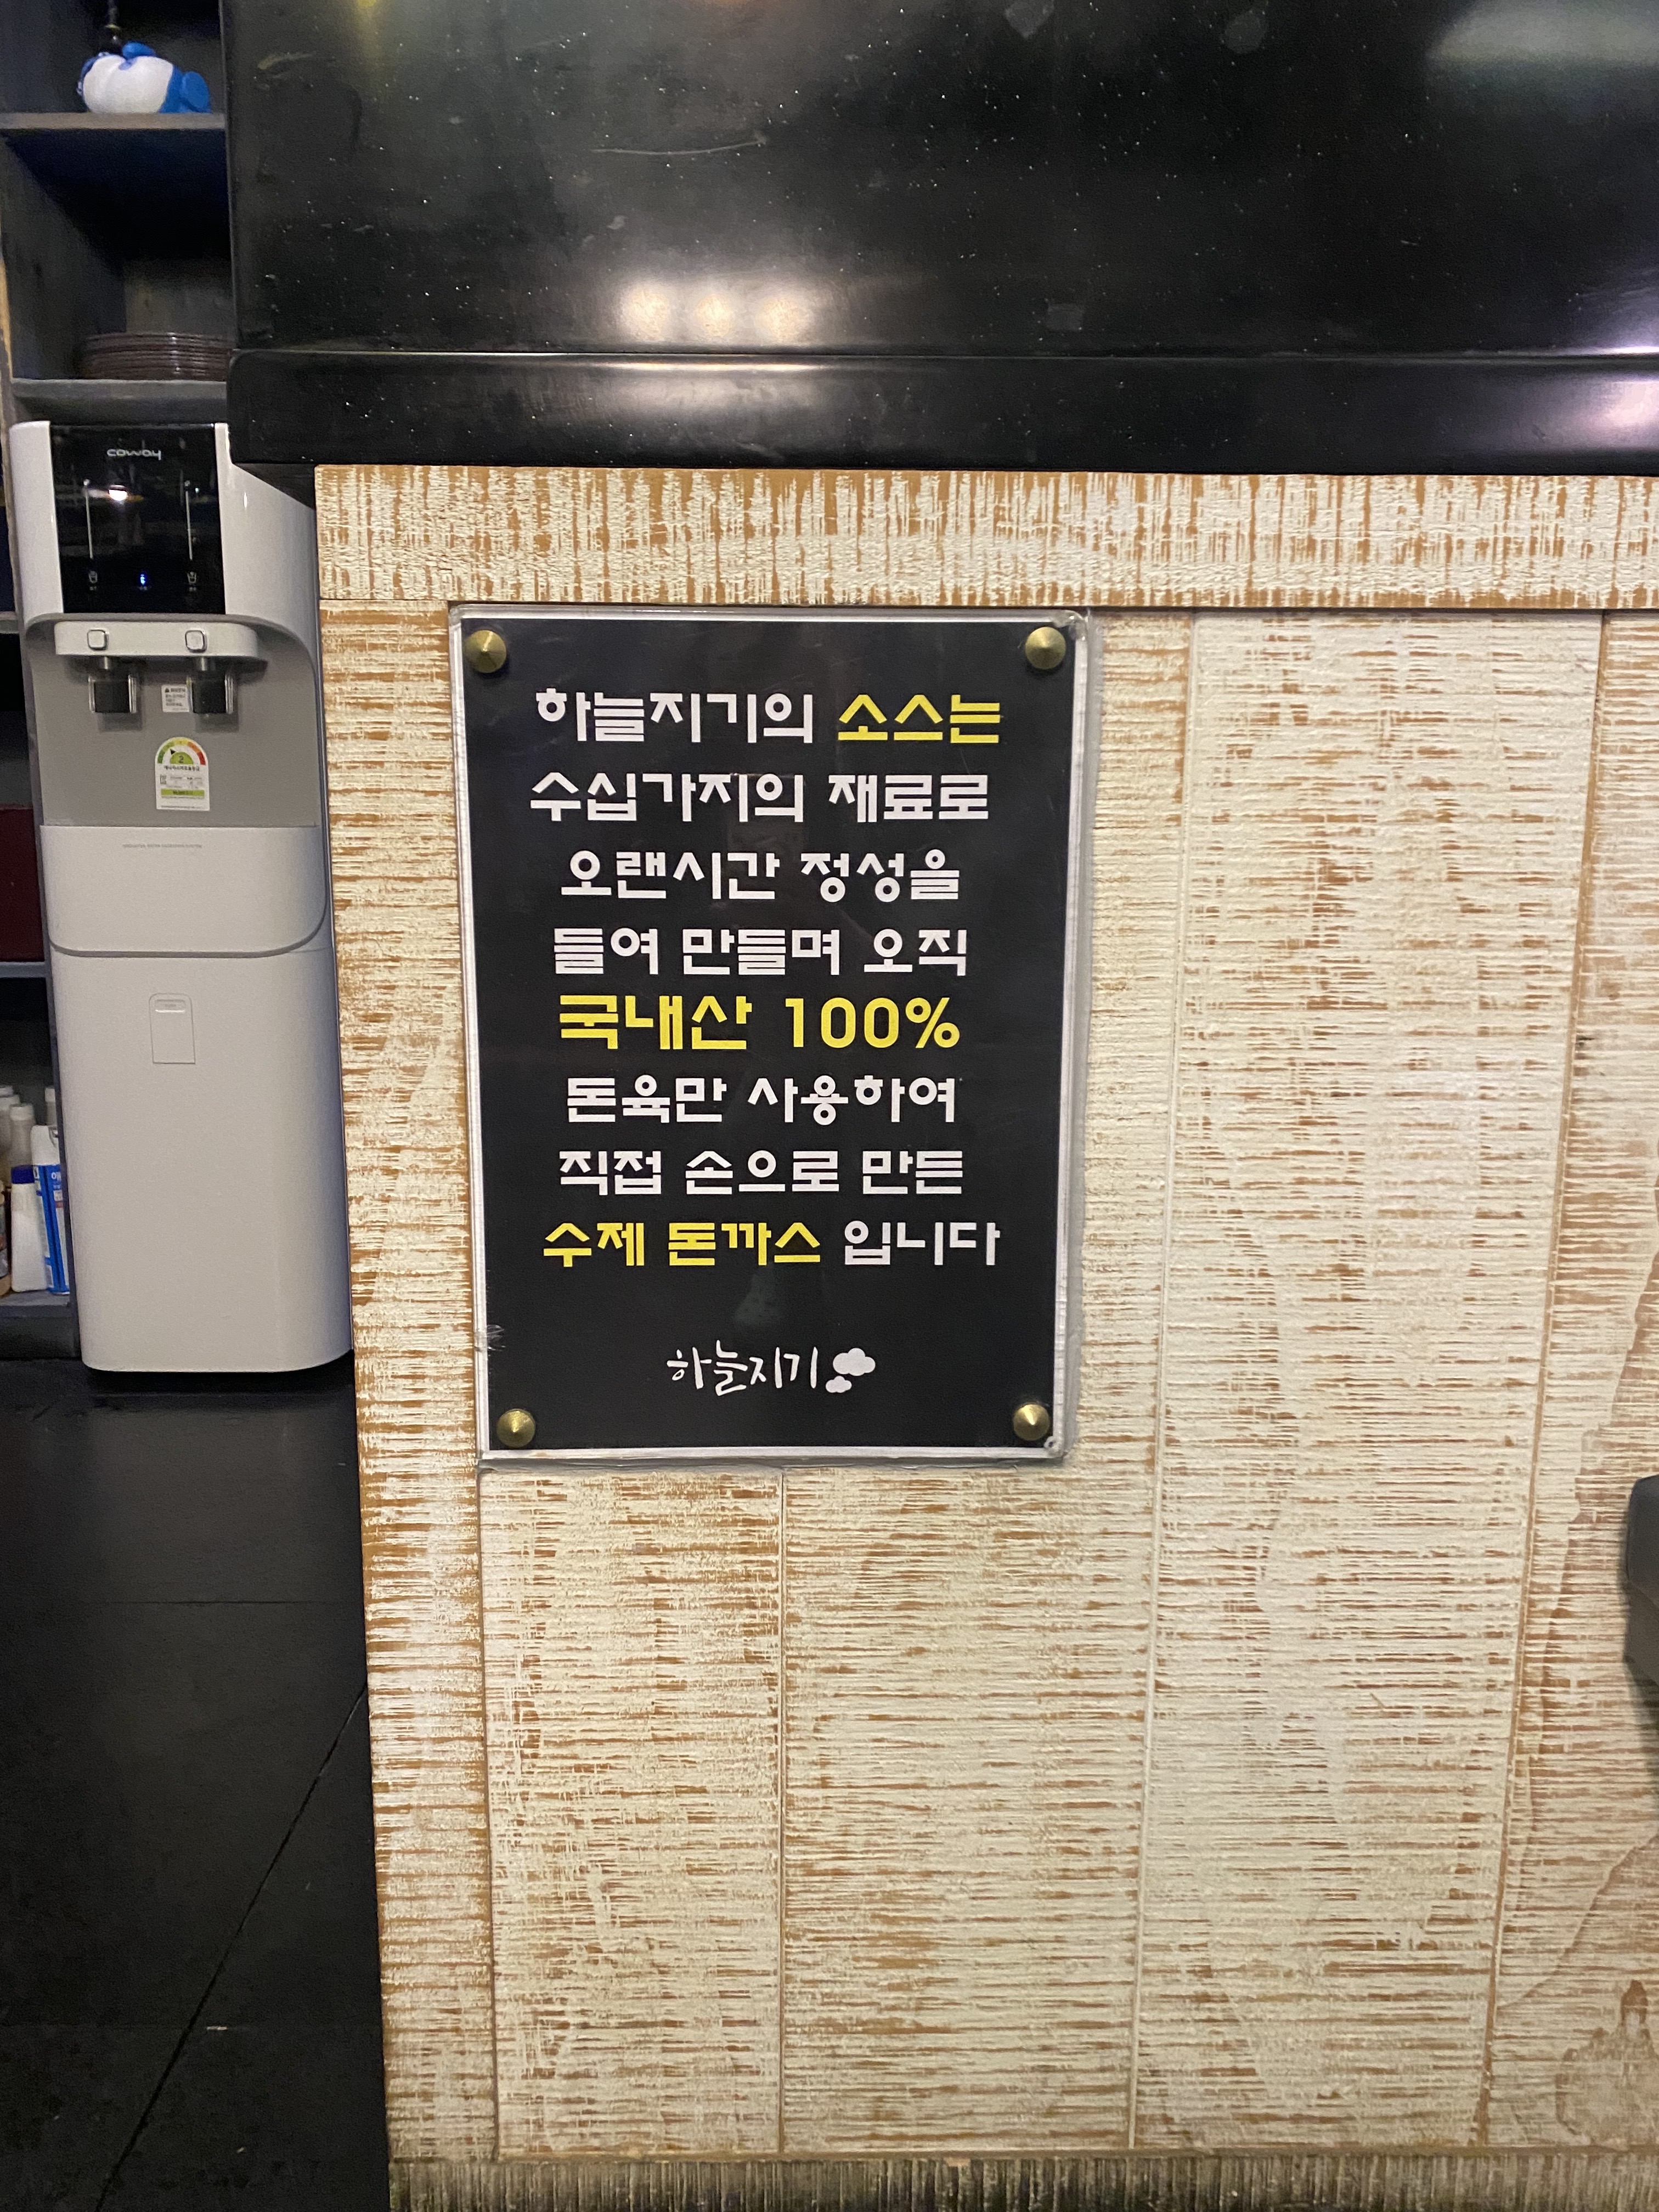 coway
하늘지기의 소스는
수십가지의 재료로
오랜시간 정성을
들여 만들며 오직
국내산 100%
돈육만 사용하여
직접 손으로 만든
수제 돈까스 입니다
하늘지기
2